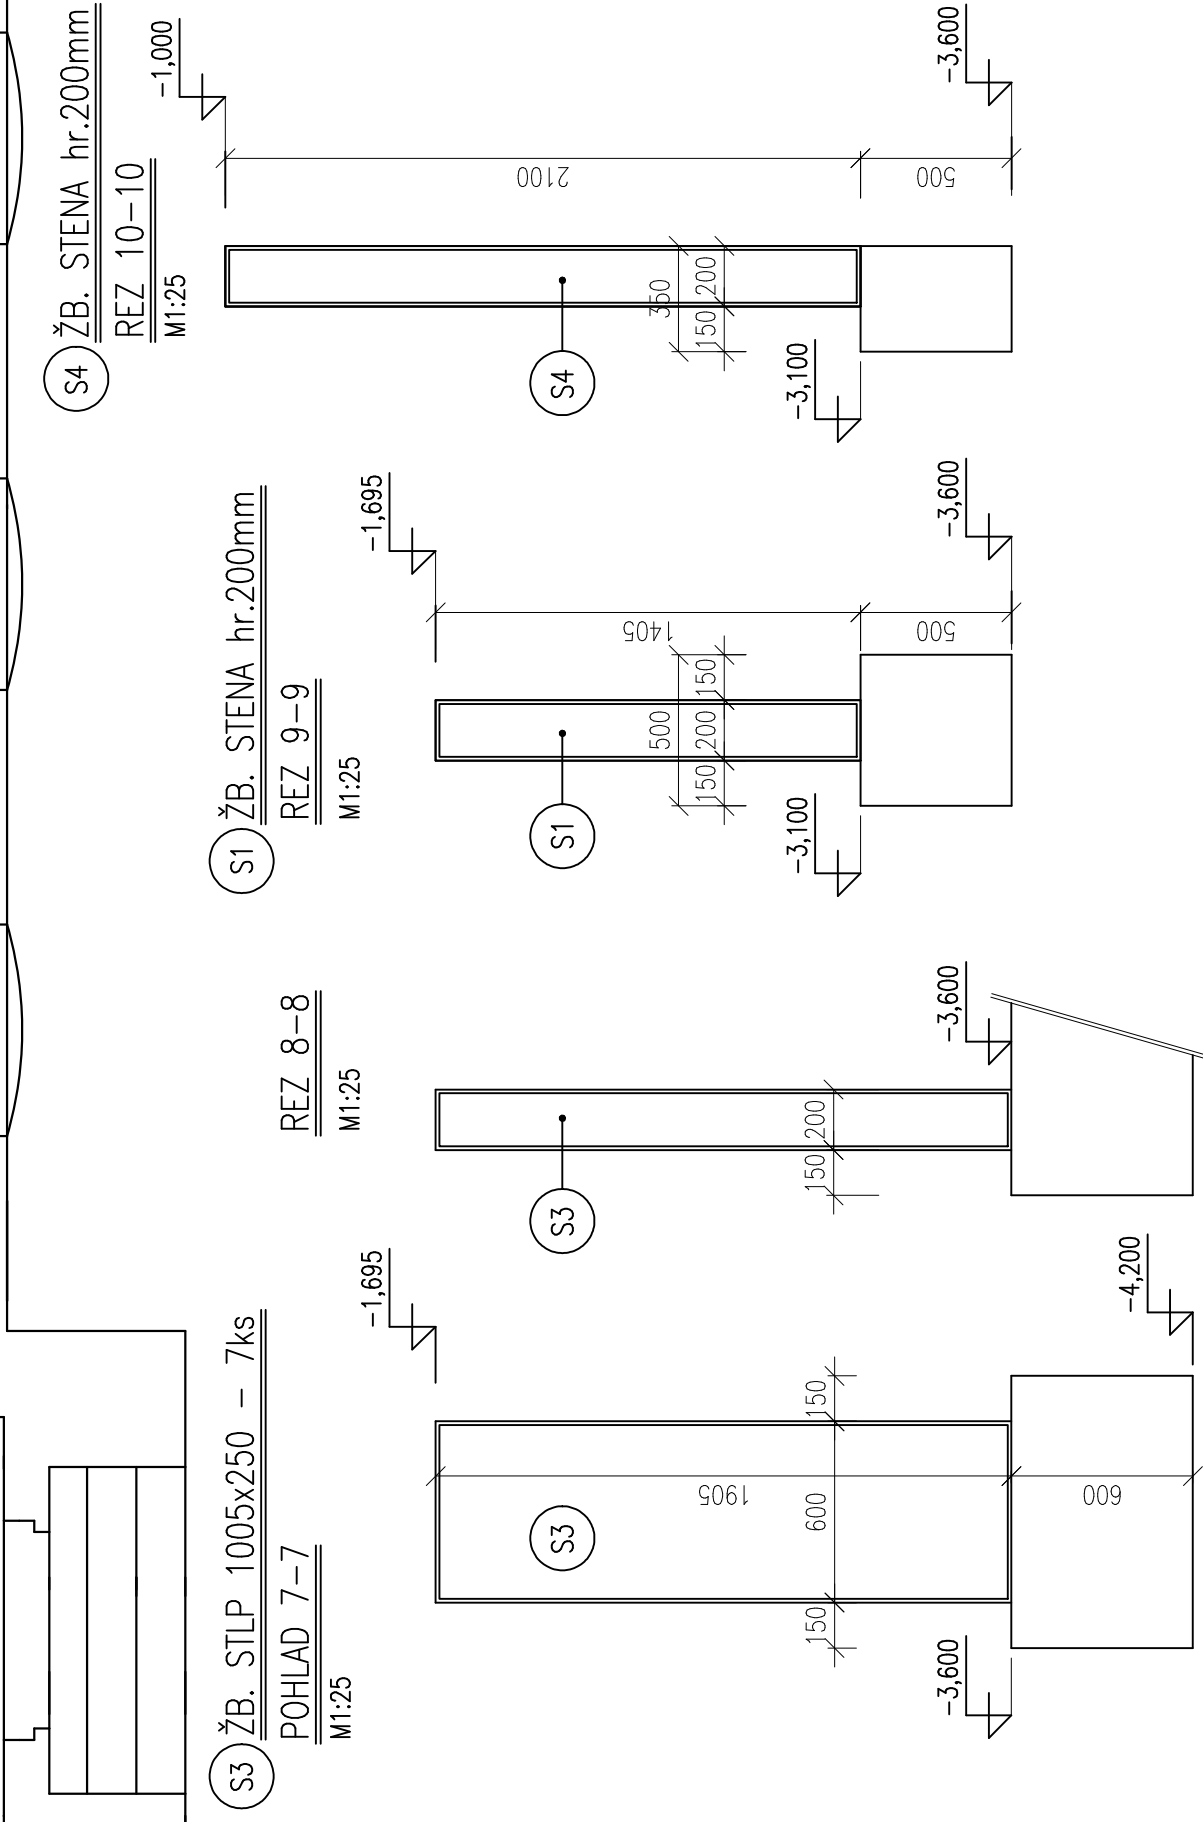 S3 ŽB. STLP 1005x250 – 7ks
POHLAD 7–7
M1:25
−1,695
S3
1905
150
600
150
−3,600
600
−4,200
REZ 8–8
M1:25
S3
150
200
−3,600
S1 ŽB. STENA hr.200mm
REZ 9–9
M1:25
−1,695
S1
1405
500
150
200
150
−3,100
500
−3,600
S4 ŽB. STENA hr.200mm
REZ 10–10
M1:25
−1,000
2100
S4
350
150
200
−3,100
500
−3,600